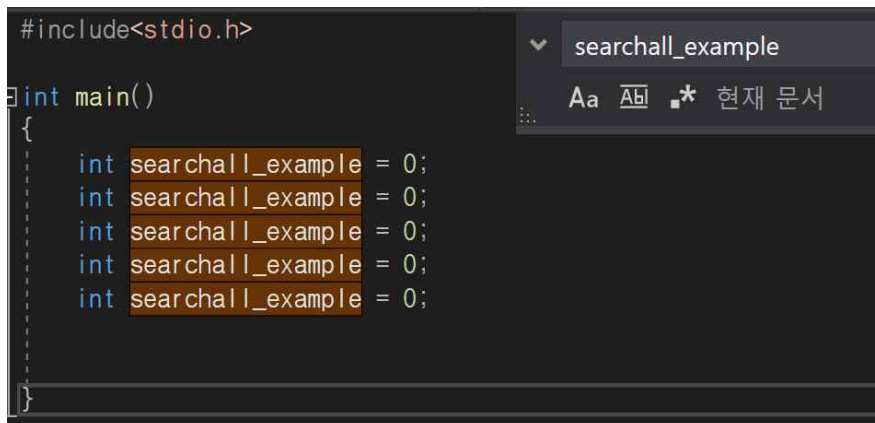 #include<stdio.h>
searchall_example
Aa Abl .* 현재 문서
int main()
{
int searchall_example = 0;
int searchall_example = 0;
int searchall_example = 0;
int searchall_example = 0;
int searchall_example = 0;
}